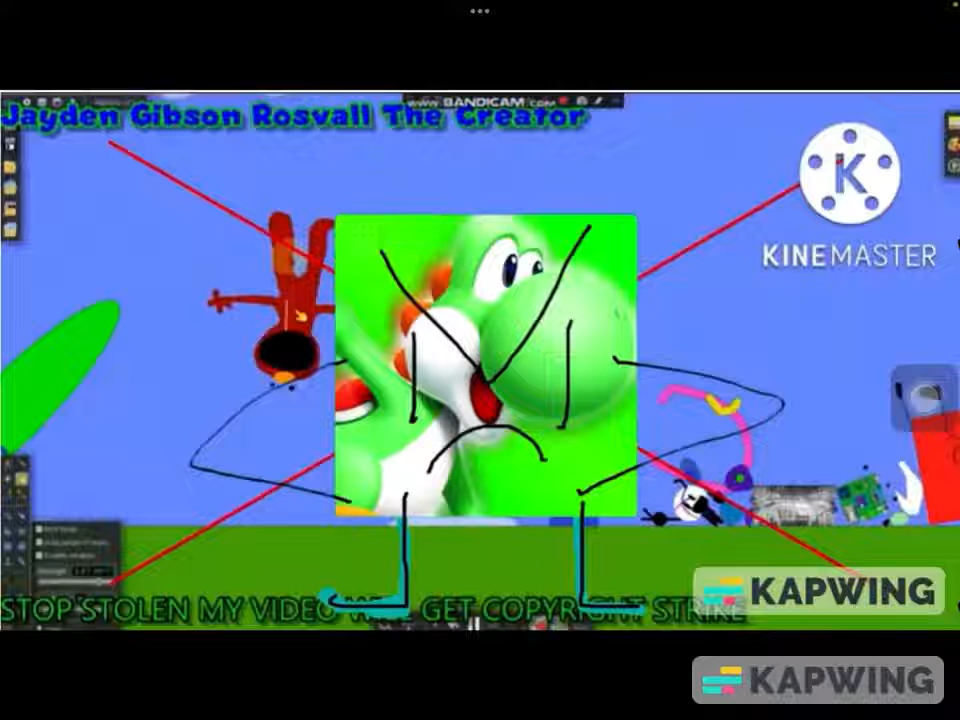 WWW.BANDICAM.COM
Jayden Gibson Rosvall The Creator
K
KINEMASTER
STOP STOLEN MY VIDEO GET COPYRIGHT STRIKE
KAPWING
KAPWING